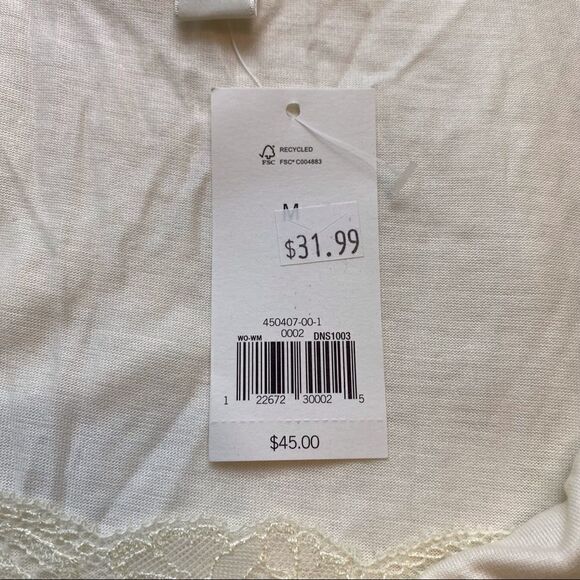 RECYCLED
FSC
FSC® C004883
M
$31.99
450407-00-1
0002
WO-WM
DNS1003
1 22672 30002 5
$45.00